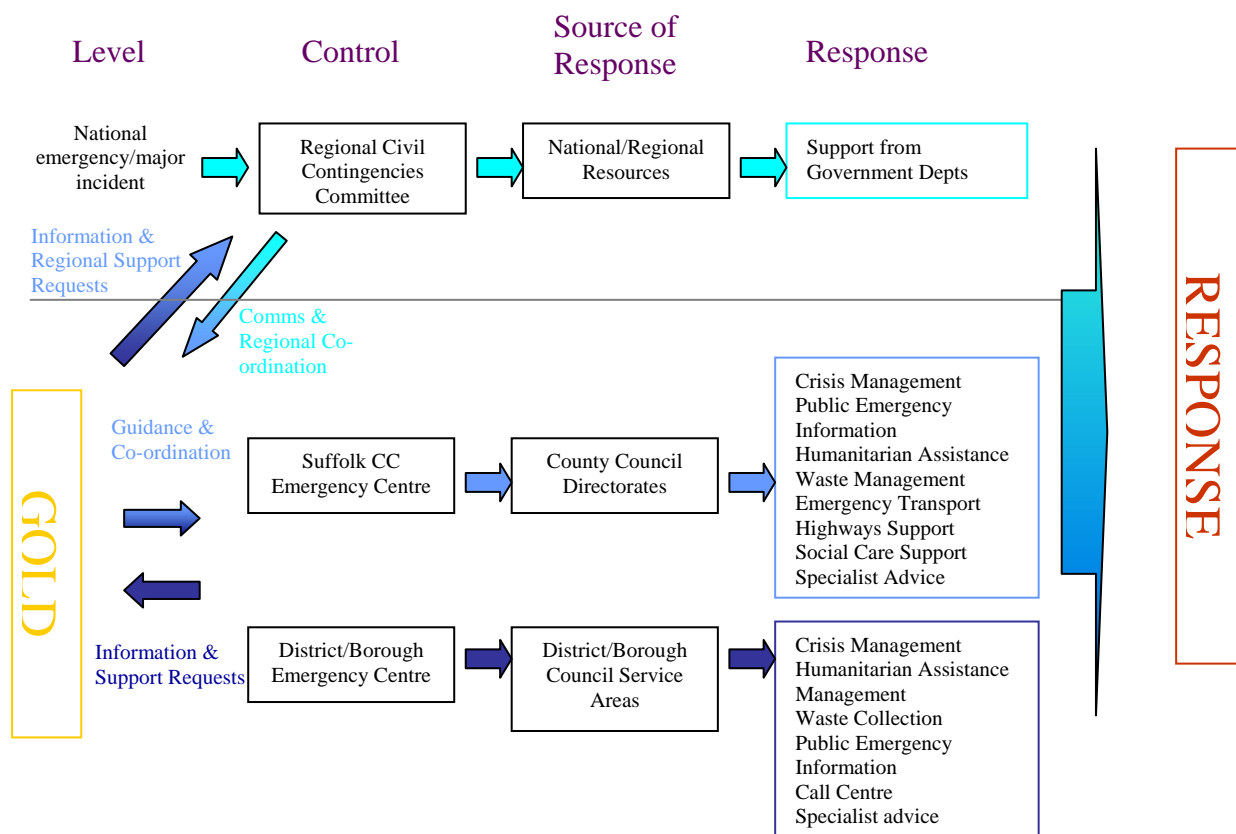 Level
Control
Source of
Response
Response
National
emergency/major
incident
Regional Civil
Contingencies
Committee
National/Regional
Resources
Support from
Government Depts
Information &
Regional Support
Requests
Comms &
Regional Co-
ordination
GOLD
Guidance &
Co-ordination
Suffolk CC
Emergency Centre
County Council
Directorates
Crisis Management
Public Emergency
Information
Humanitarian Assistance
Waste Management
Emergency Transport
Highways Support
Social Care Support
Specialist Advice
Information &
Support Requests
District/Borough
Emergency Centre
District/Borough
Council Service
Areas
Crisis Management
Humanitarian Assistance
Management
Waste Collection
Public Emergency
Information
Call Centre
Specialist advice
RESPONSE